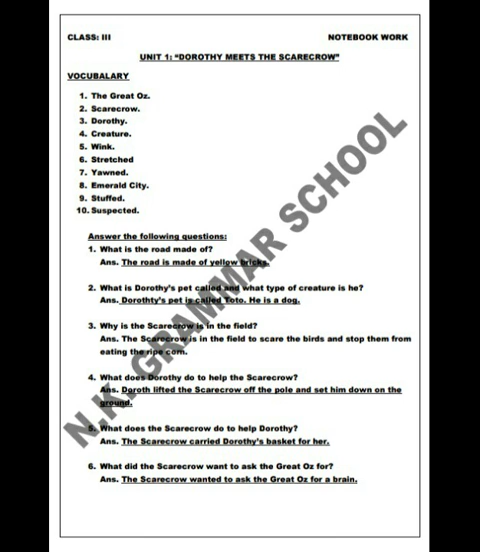 CLASS: III NOTEBOOK WORK
UNIT 1: “DOROTHY MEETS THE SCARECROW”
VOCUBALARY
1. The Great Oz.
2. Scarecrow.
3. Dorothy.
4. Creature.
5. Wink.
6. Stretched
7. Yawned.
8. Emerald City.
9. Stuffed.
10. Suspected.
Answer the following questions:
1. What is the road made of?
Ans. The road is made of yellow bricks.
2. What is Dorothy’s pet called and what type of creature is he?
Ans. Dorothty’s pet is called Toto. He is a dog.
3. Why is the Scarecrow is in the field?
Ans. The Scarecrow is in the field to scare the birds and stop them from
eating the ripe corn.
4. What does Dorothy do to help the Scarecrow?
Ans. Doroth lifted the Scarecrow off the pole and set him down on the
ground.
5. What does the Scarecrow do to help Dorothy?
Ans. The Scarecrow carried Dorothy’s basket for her.
6. What did the Scarecrow want to ask the Great Oz for?
Ans. The Scarecrow wanted to ask the Great Oz for a brain.
N.K. GRAMMAR SCHOOL